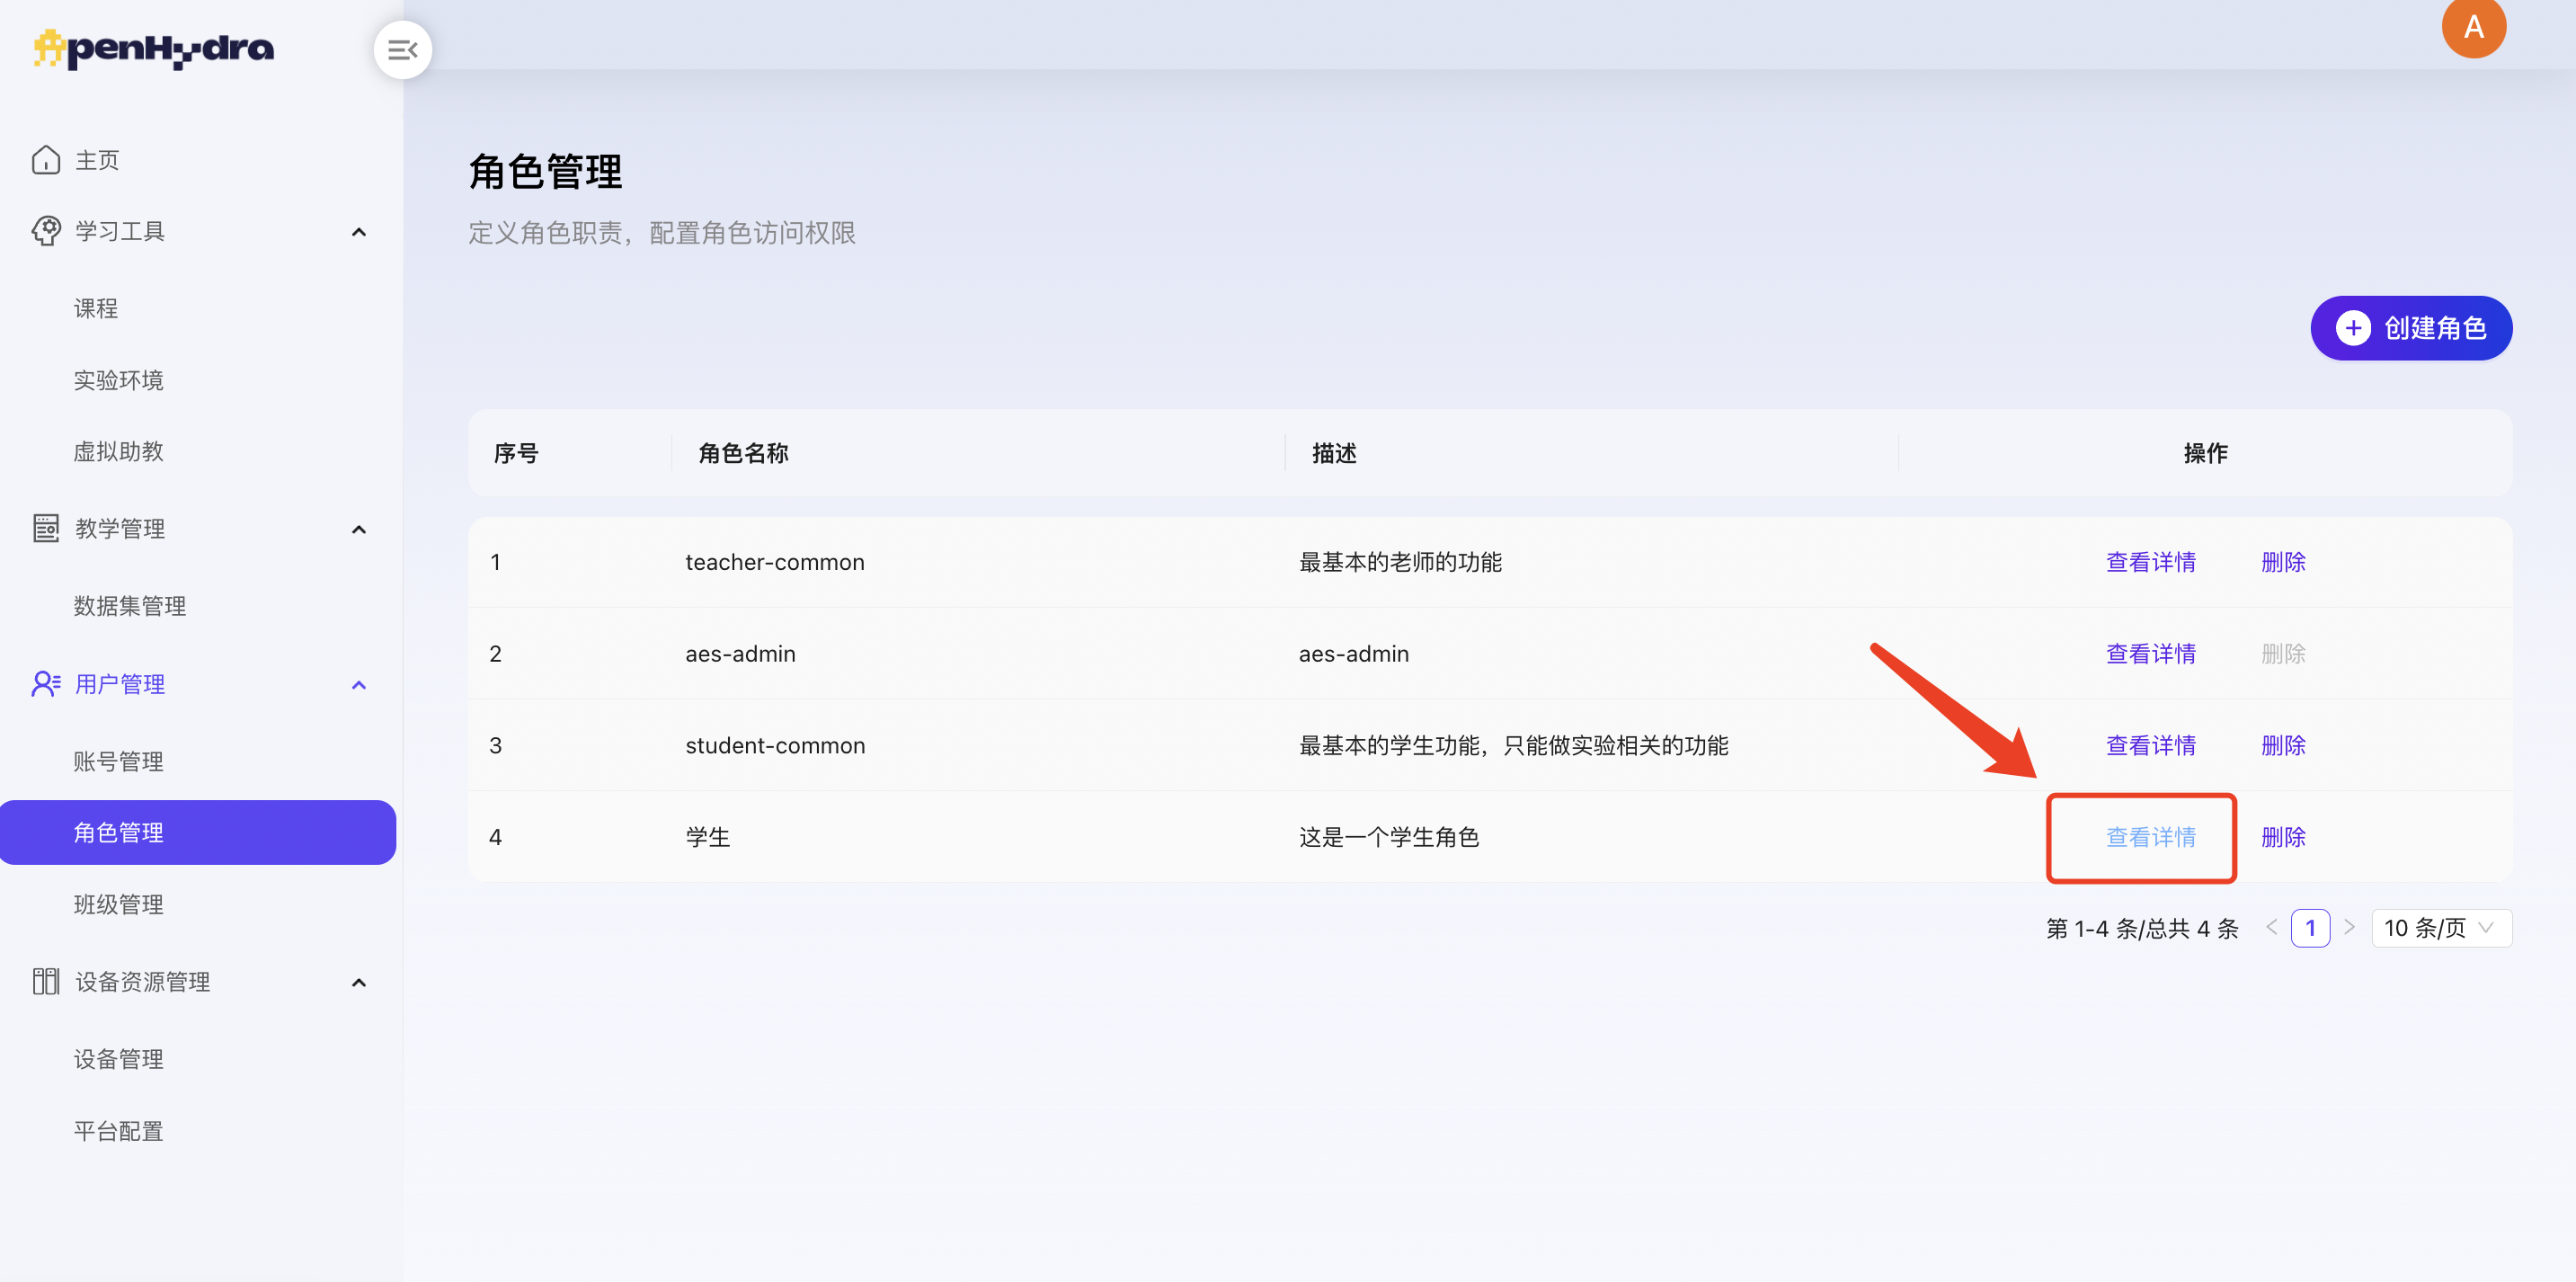 OpenHydra
A
主页
学习工具
课程
实验环境
虚拟助教
教学管理
数据集管理
用户管理
账号管理
角色管理
班级管理
设备资源管理
设备管理
平台配置
角色管理
定义角色职责，配置角色访问权限
创建角色
序号 角色名称 描述 操作
1 teacher-common 最基本的老师的功能 查看详情 删除
2 aes-admin aes-admin 查看详情 删除
3 student-common 最基本的学生功能，只能做实验相关的功能 查看详情 删除
4 学生 这是一个学生角色 查看详情 删除
第 1-4 条/总共 4 条 < 1 > 10 条/页